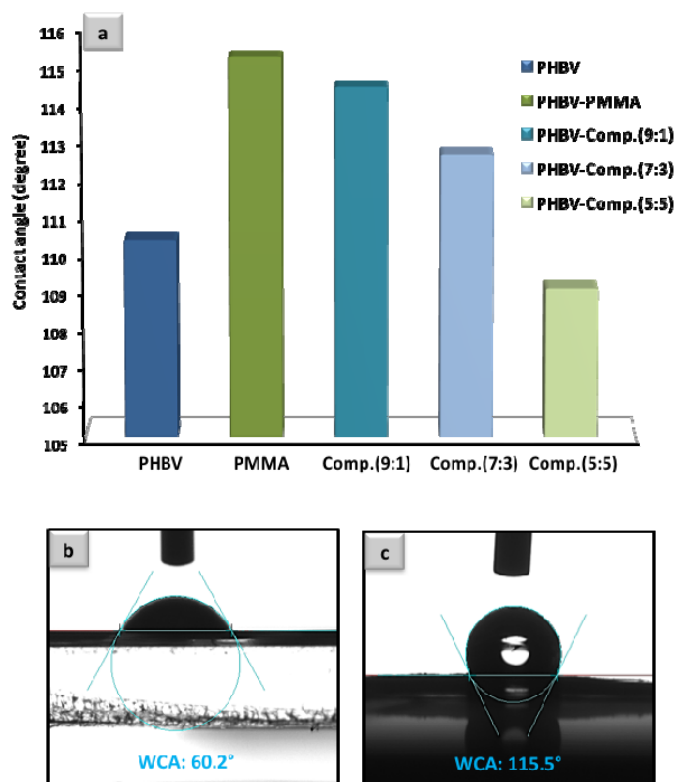 a
116
115
114
113
112
111
110
109
108
107
106
105
Contact angle (degree)
PHBV
PHBV-PMMA
PHBV-Comp.(9:1)
PHBV-Comp.(7:3)
PHBV-Comp.(5:5)
PHBV PMMA Comp.(9:1) Comp.(7:3) Comp.(5:5)
b
WCA: 60.2°
c
WCA: 115.5°